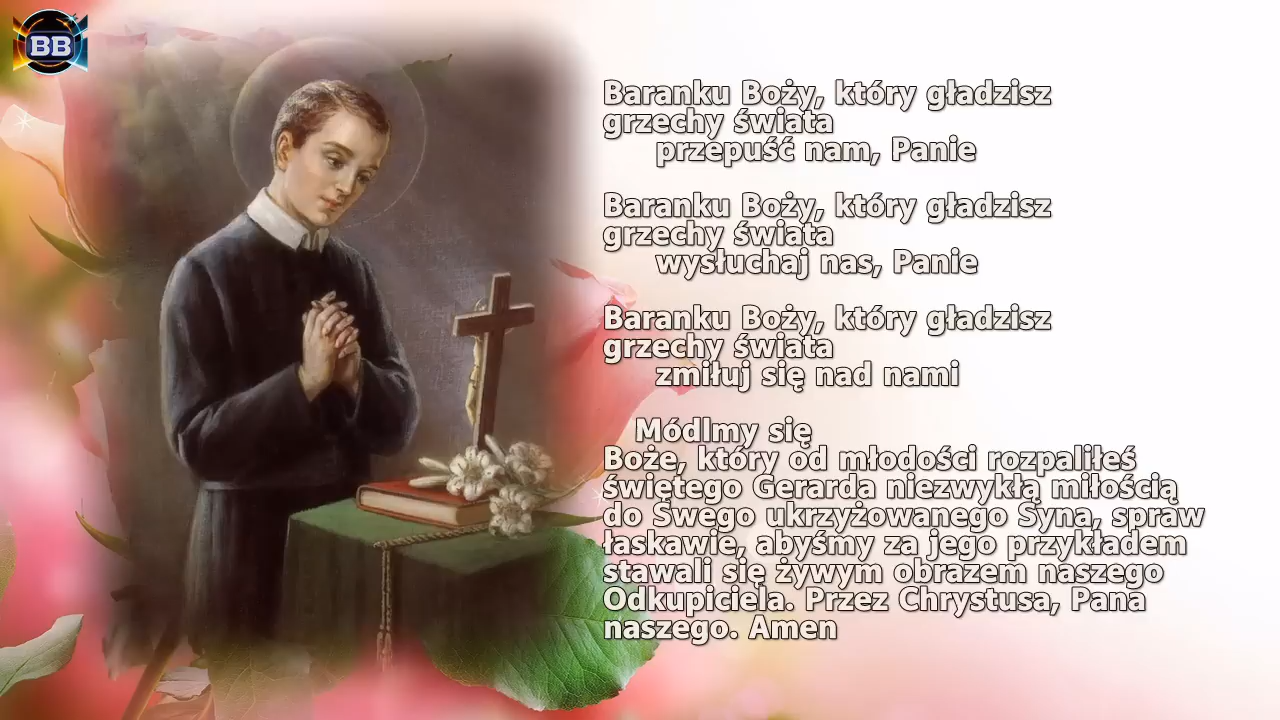 BB
Baranku Boży, który gładzisz
grzechy świata
przepuść nam, Panie
Baranku Boży, który gładzisz
grzechy świata
wysłuchaj nas, Panie
Baranku Boży, który gładzisz
grzechy świata
zmiłuj się nad nami
Módlmy się
Boże, który od młodości rozpaliłeś
świętego Gerarda niezwykłą miłością
do Swego ukrzyżowanego Syna, spraw
łaskawie, abyśmy za jego przykładem
stawali się żywym obrazem naszego
Odkupiciela. Przez Chrystusa, Pana
naszego. Amen